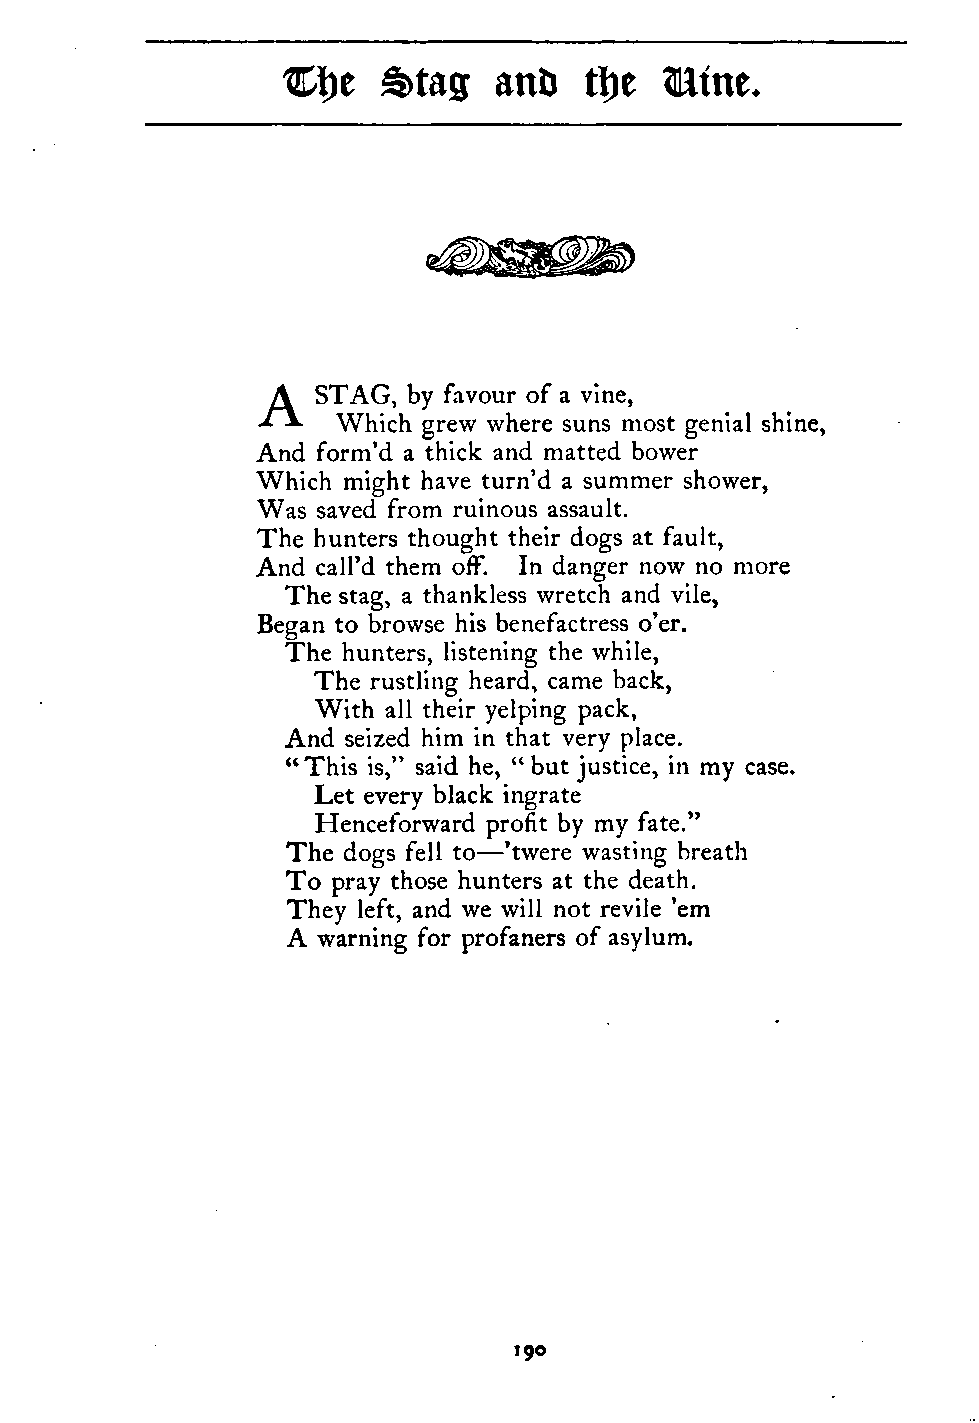 The Stag and the Vine.
A STAG, by favour of a vine,
Which grew where suns most genial shine,
And form'd a thick and matted bower
Which might have turn'd a summer shower,
Was saved from ruinous assault.
The hunters thought their dogs at fault,
And call'd them off. In danger now no more
The stag, a thankless wretch and vile,
Began to browse his benefactress o'er.
The hunters, listening the while,
The rustling heard, came back,
With all their yelping pack,
And seized him in that very place.
"This is," said he, "but justice, in my case.
Let every black ingrate
Henceforward profit by my fate."
The dogs fell to—'twere wasting breath
To pray those hunters at the death.
They left, and we will not revile 'em
A warning for profaners of asylum.
190